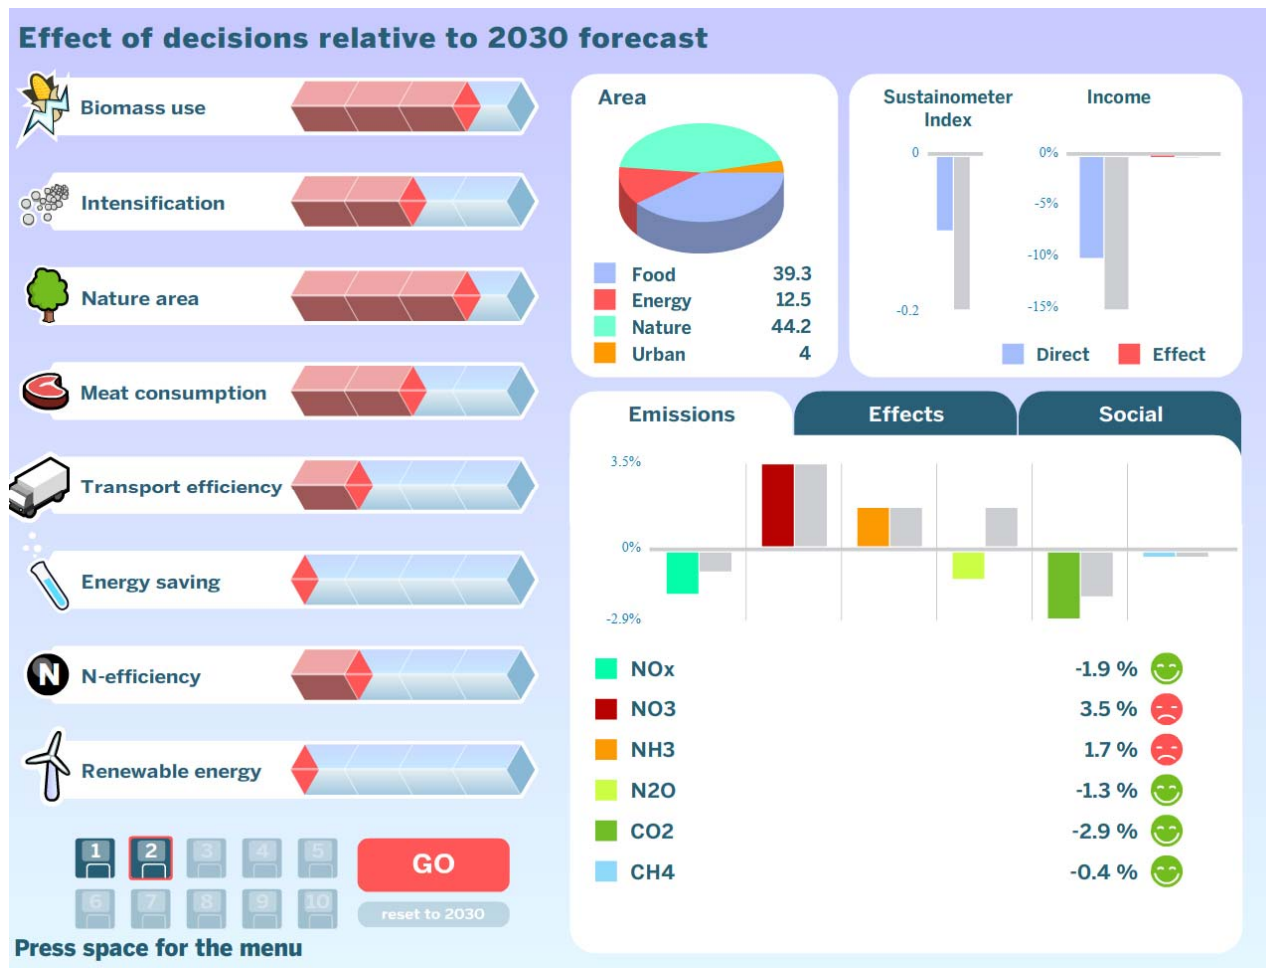 Effect of decisions relative to 2030 forecast
Biomass use
Intensification
Nature area
Meat consumption
Transport efficiency
Energy saving
N
N-efficiency
Renewable energy
1 2 3 4 5
6 7 8 9 10
GO
reset to 2030
Press space for the menu
Area
Food 39.3
Energy 12.5
Nature 44.2
Urban 4
Sustainometer
Index
0
-0.2
Income
0%
-5%
-10%
-15%
Direct Effect
Emissions Effects Social
3.5%
0%
-2.9%
NOx -1.9 %
NO3 3.5 %
NH3 1.7 %
N2O -1.3 %
CO2 -2.9 %
CH4 -0.4 %